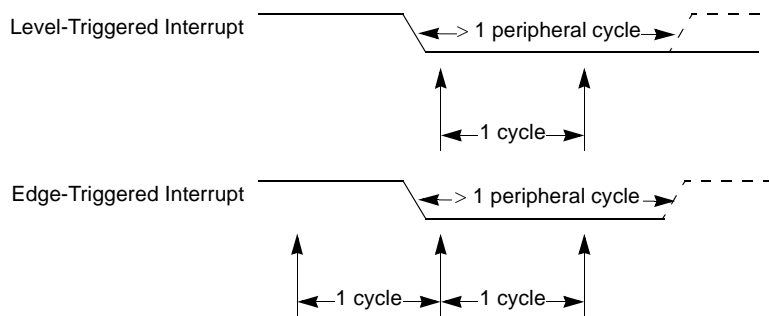 Level-Triggered Interrupt
> 1 peripheral cycle
1 cycle
Edge-Triggered Interrupt
> 1 peripheral cycle
1 cycle
1 cycle